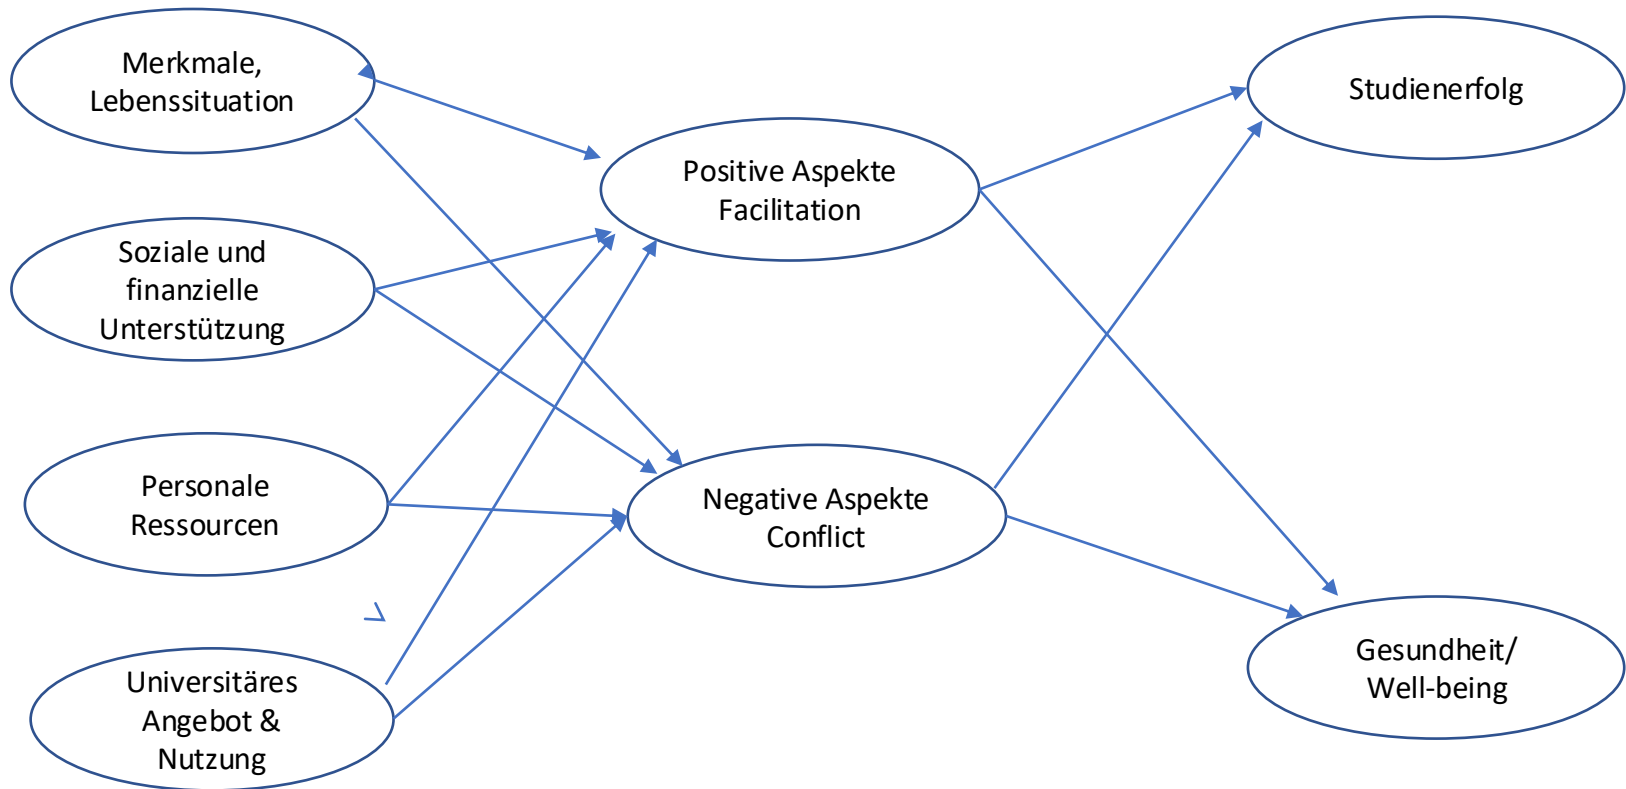 Merkmale,
Lebenssituation
Soziale und
finanzielle
Unterstützung
Personale
Ressourcen
Universitäres
Angebot &
Nutzung
Positive Aspekte
Facilitation
Negative Aspekte
Conflict
Studienerfolg
Gesundheit/
Well-being